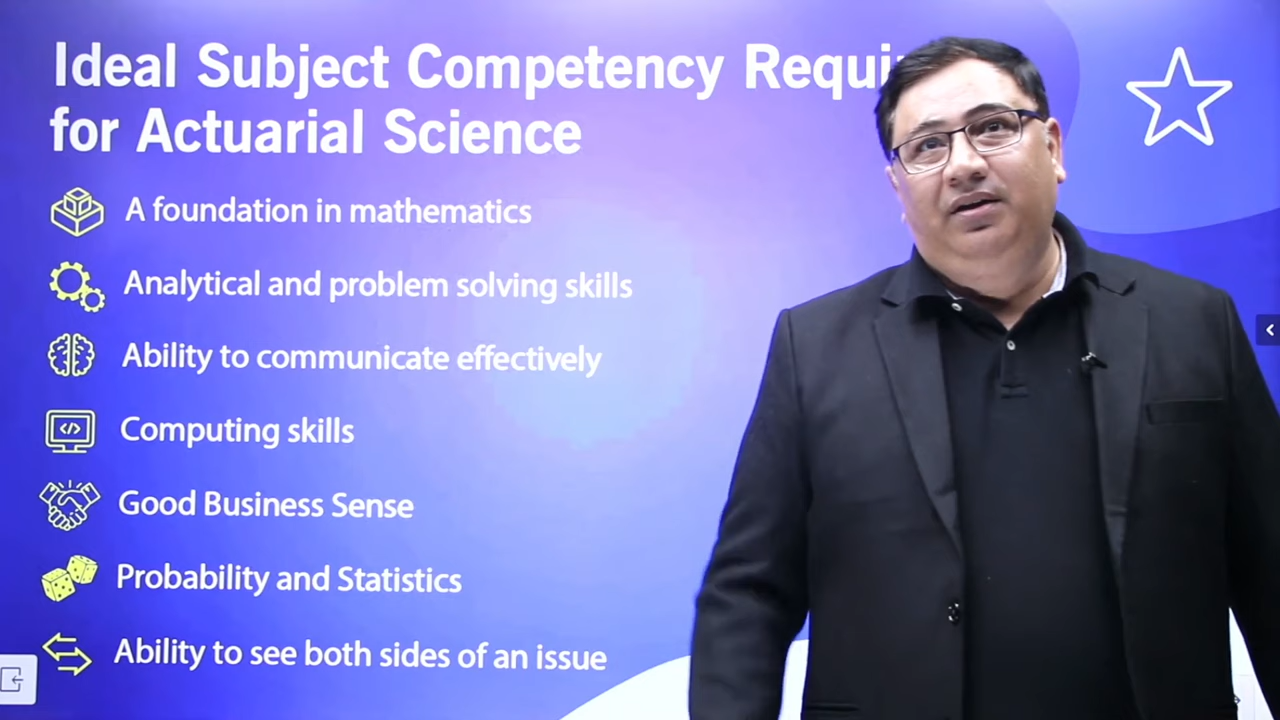 Ideal Subject Competency Requi
for Actuarial Science
A foundation in mathematics
Analytical and problem solving skills
Ability to communicate effectively
</>
Computing skills
Good Business Sense
Probability and Statistics
Ability to see both sides of an issue